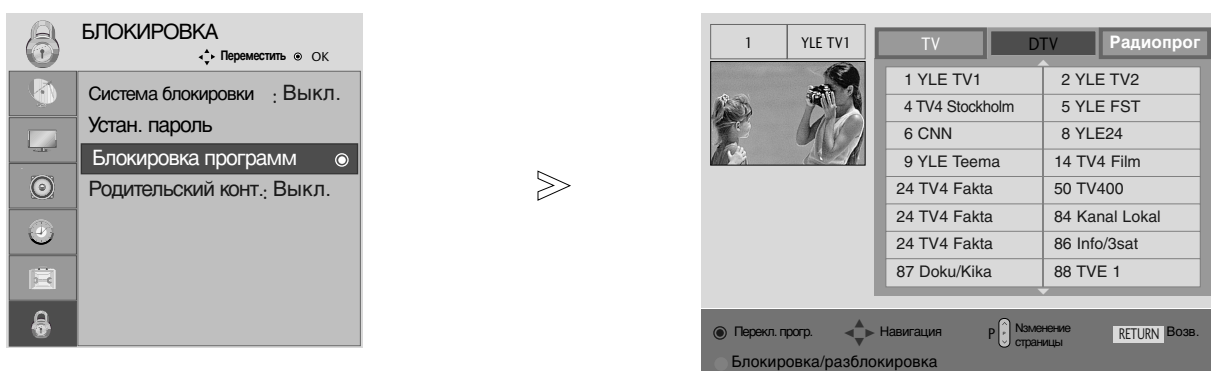 БЛОКИРОВКА
Переместить OK
Система блокировки : Выкл.
Устан. пароль
Блокировка программ
Родительский конт.: Выкл.
1 YLE TV1
TV DTV Радиопрог
1 YLE TV1 2 YLE TV2
4 TV4 Stockholm 5 YLE FST
6 CNN 8 YLE24
9 YLE Teema 14 TV4 Film
24 TV4 Fakta 50 TV400
24 TV4 Fakta 84 Kanal Lokal
24 TV4 Fakta 86 Info/3sat
87 Doku/Kika 88 TVE 1
Перекл. прогр. Навигация P Nзменение
страницы RETURN Возв.
Блокировка/разблокировка